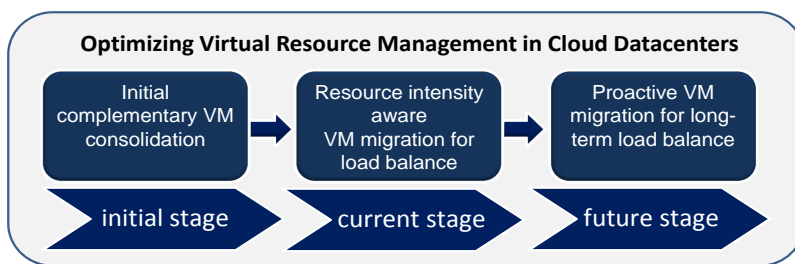 Optimizing Virtual Resource Management in Cloud Datacenters
Initial
complementary VM
consolidation
Resource intensity
aware
VM migration for
load balance
Proactive VM
migration for long-
term load balance
initial stage
current stage
future stage